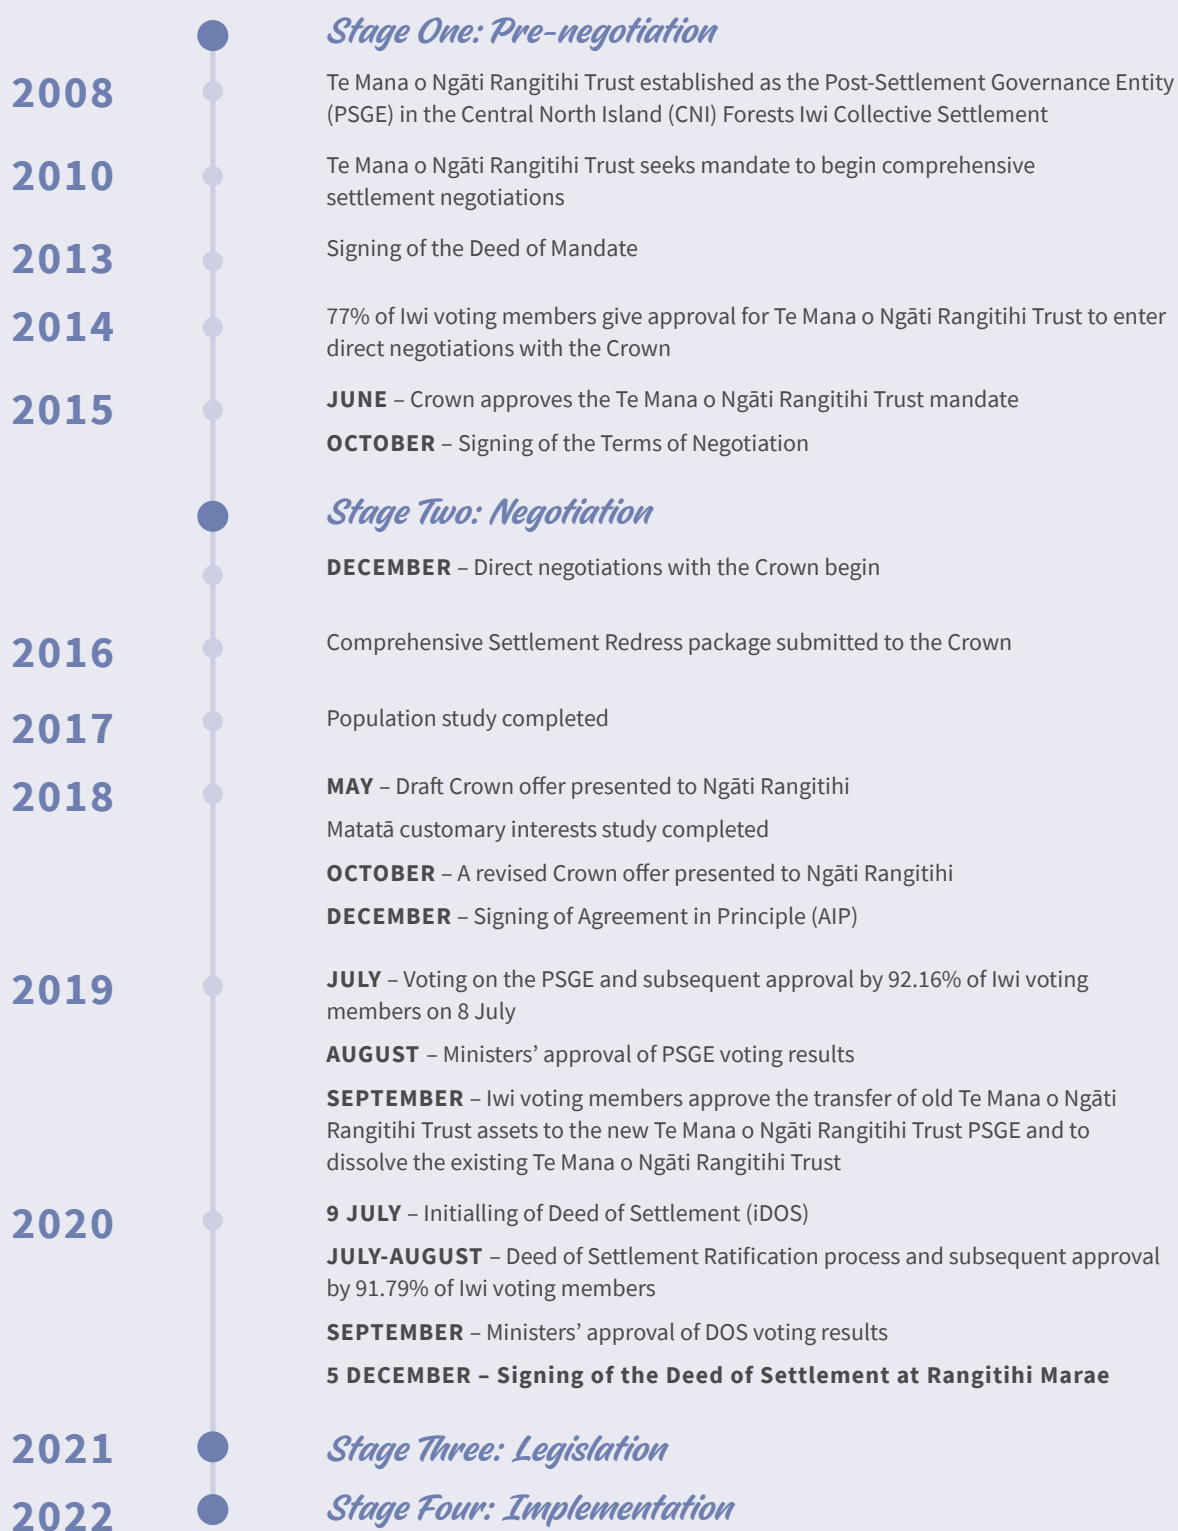 Stage One: Pre-negotiation
2008
Te Mana o Ngāti Rangitihi Trust established as the Post-Settlement Governance Entity
(PSGE) in the Central North Island (CNI) Forests Iwi Collective Settlement
2010
Te Mana o Ngāti Rangitihi Trust seeks mandate to begin comprehensive
settlement negotiations
2013
Signing of the Deed of Mandate
2014
77% of Iwi voting members give approval for Te Mana o Ngāti Rangitihi Trust to enter
direct negotiations with the Crown
2015
JUNE – Crown approves the Te Mana o Ngāti Rangitihi Trust mandate
OCTOBER – Signing of the Terms of Negotiation
Stage Two: Negotiation
DECEMBER – Direct negotiations with the Crown begin
2016
Comprehensive Settlement Redress package submitted to the Crown
2017
Population study completed
2018
MAY – Draft Crown offer presented to Ngāti Rangitihi
Matatā customary interests study completed
OCTOBER – A revised Crown offer presented to Ngāti Rangitihi
DECEMBER – Signing of Agreement in Principle (AIP)
2019
JULY – Voting on the PSGE and subsequent approval by 92.16% of Iwi voting
members on 8 July
AUGUST – Ministers’ approval of PSGE voting results
SEPTEMBER – Iwi voting members approve the transfer of old Te Mana o Ngāti
Rangitihi Trust assets to the new Te Mana o Ngāti Rangitihi Trust PSGE and to
dissolve the existing Te Mana o Ngāti Rangitihi Trust
2020
9 JULY – Initialling of Deed of Settlement (iDOS)
JULY-AUGUST – Deed of Settlement Ratification process and subsequent approval
by 91.79% of Iwi voting members
SEPTEMBER – Ministers’ approval of DOS voting results
5 DECEMBER – Signing of the Deed of Settlement at Rangitihi Marae
2021
Stage Three: Legislation
2022
Stage Four: Implementation